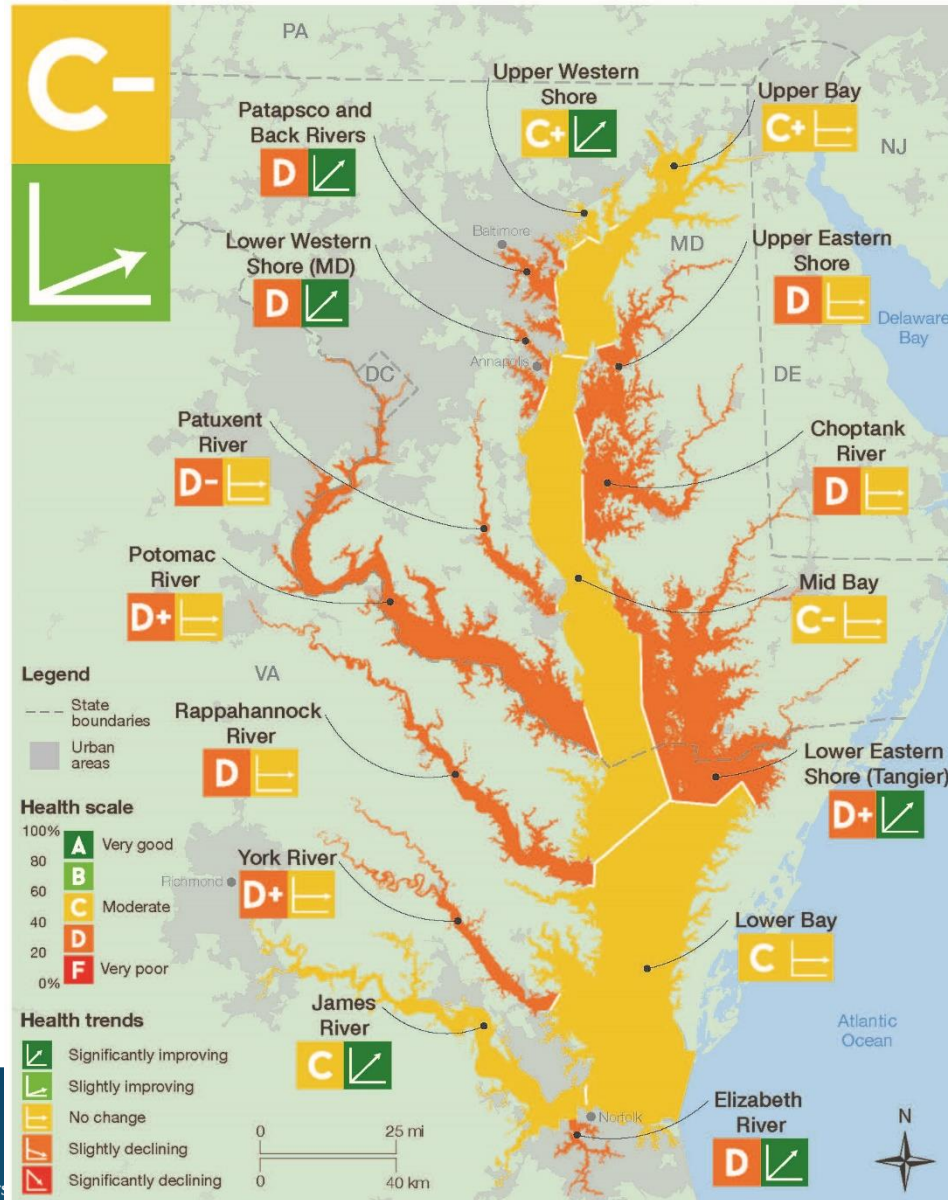 C-
PA
Upper Western
Shore
C+
Upper Bay
C+
NJ
Patapsco and
Back Rivers
D
Baltimore
MD
Lower Western
Shore (MD)
D
Upper Eastern
Shore
D
Delaware
Bay
Annapolis
DC
DE
Patuxent
River
D-
Choptank
River
D
Potomac
River
D+
Mid Bay
C-
VA
Legend
State
boundaries
Urban
areas
Rappahannock
River
D
Lower Eastern
Shore (Tangier)
D+
Health scale
100%
A Very good
80
B
60
C Moderate
40
D
20
F Very poor
0%
Richmond
York River
D+
Lower Bay
C
James
River
C
Atlantic
Ocean
Health trends
Significantly improving
Slightly improving
No change
Slightly declining
Significantly declining
0 25 mi
0 40 km
Norfolk
Elizabeth
River
D
N